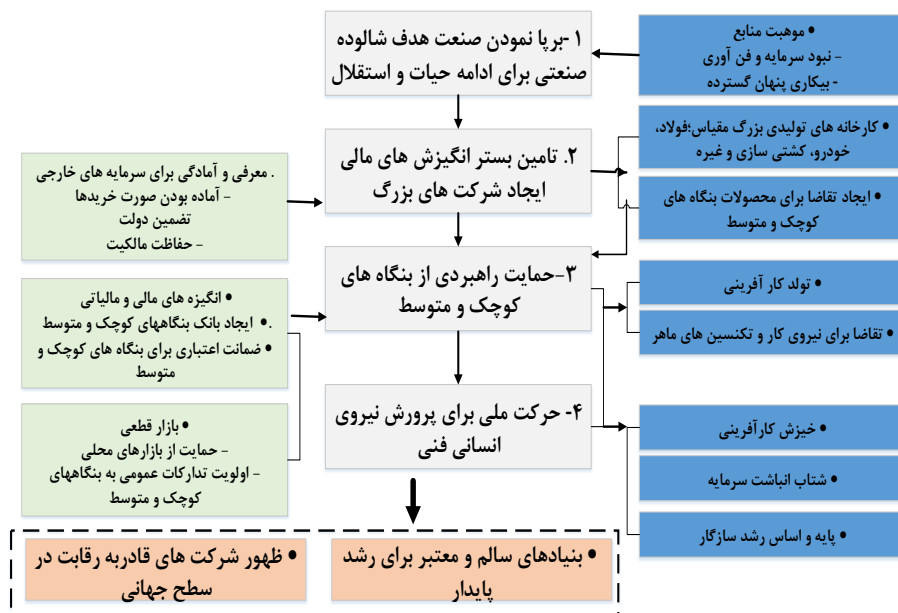 ۱ -برپا نمودن صنعت هدف شالوده
صنعتی برای ادامه حیات و استقلال
• موهبت منابع
– نبود سرمایه و فن آوری
- بیکاری پنهان گسترده
۲. تامین بستر انگیزش های مالی
ایجاد شرکت های بزرگ
• کارخانه های تولیدی بزرگ مقیاس؛فولاد،
خودرو، کشتی سازی و غیره
• ایجاد تقاضا برای محصولات بنگاه های
کوچک و متوسط
. معرفی و آمادگی برای سرمایه های خارجی
– آماده بودن صورت خریدها
تضمین دولت
– حفاظت مالکیت
۳-حمایت راهبردی از بنگاه های
کوچک و متوسط
• تولد کار آفرینی
• تقاضا برای نیروی کار و تکنسین های ماهر
• انگیزه های مالی و مالیاتی
.• ایجاد بانک بنگاههای کوچک و متوسط
• ضمانت اعتباری برای بنگاه های کوچک و
متوسط
۴- حرکت ملی برای پرورش نیروی
انسانی فنی
• خیزش کارآفرینی
• شتاب انباشت سرمایه
• پایه و اساس رشد سازگار
• بازار قطعی
– حمایت از بازارهای محلی
– اولویت تدارکات عمومی به بنگاههای
کوچک و متوسط
• بنیادهای سالم و معتبر برای رشد
پایدار
• ظهور شرکت های قادربه رقابت در
سطح جهانی